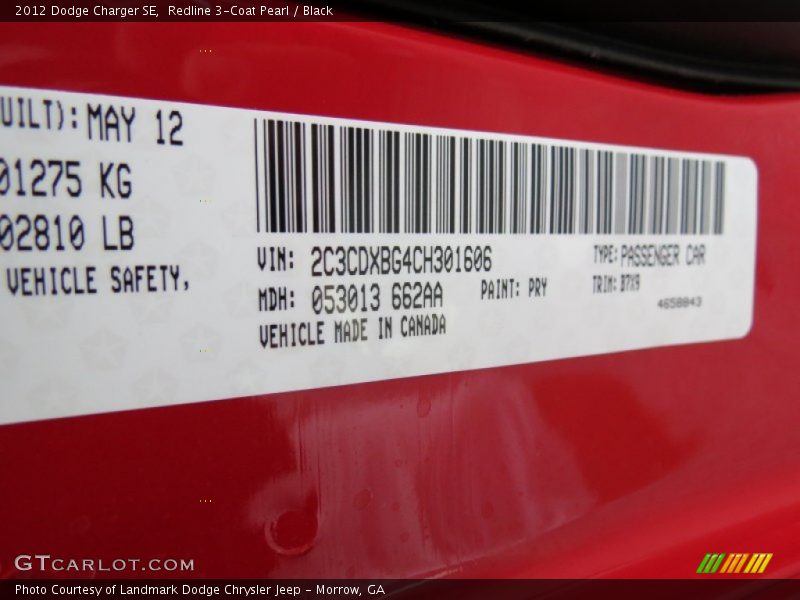 2012 Dodge Charger SE,  Redline 3-Coat Pearl / Black
UILT): MAY 12
01275 KG
02810 LB
VEHICLE SAFETY,
VIN: 2C3CDXBG4CH301606
MDH: 053013 662AA
VEHICLE MADE IN CANADA
PAINT: PRY
TYPE: PASSENGER CAR
TRIM: B7X9
4658843
GTCARLOT.COM
Photo Courtesy of Landmark Dodge Chrysler Jeep - Morrow, GA